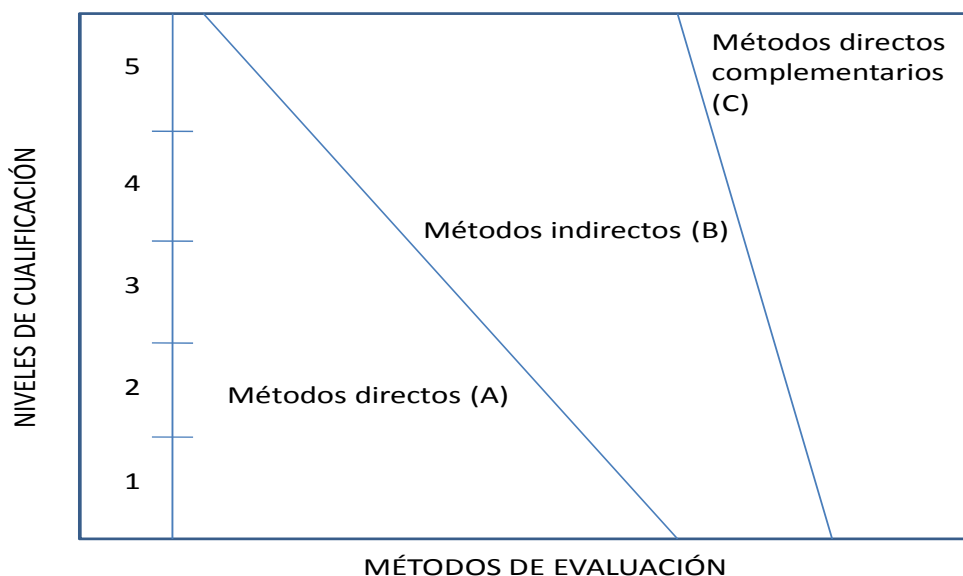 NIVELES DE CUALIFICACIÓN
5
4
3
2
1
Métodos directos
complementarios
(C)
Métodos indirectos (B)
Métodos directos (A)
MÉTODOS DE EVALUACIÓN